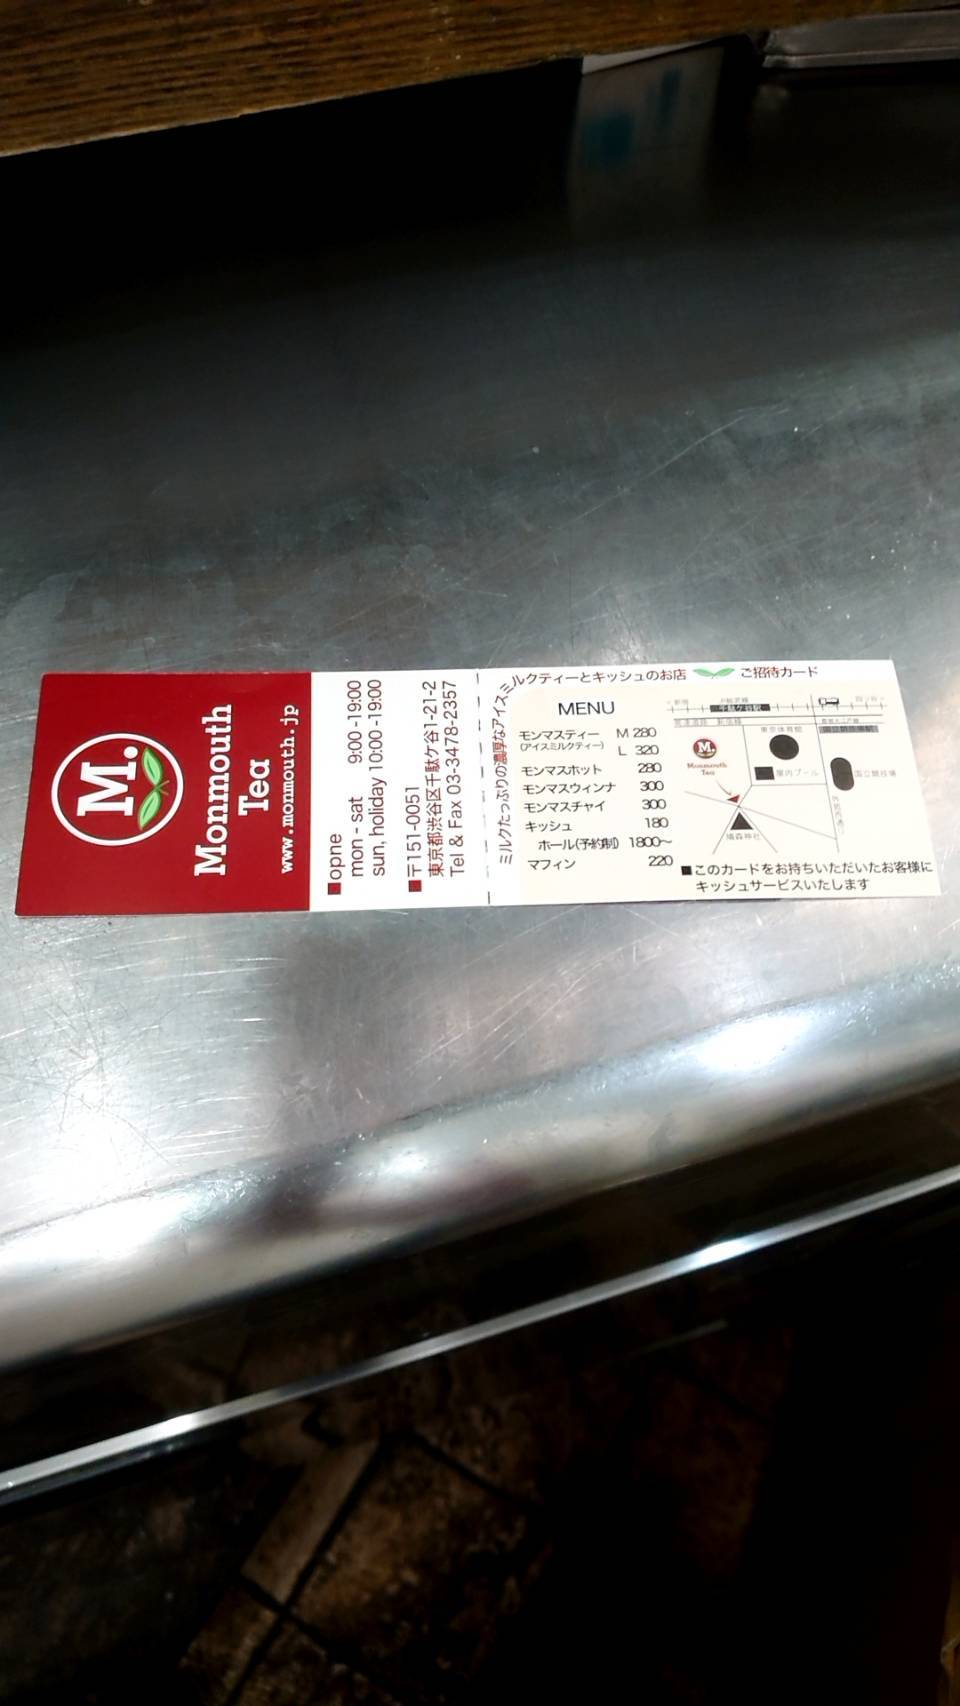 M.
Monmouth
Tea
www.monmouth.jp
■opne
mon - sat 9:00 -19:00
sun, holiday 10:00 -19:00
■〒151-0051
東京都渋谷区千駄ケ谷1-21-2
Tel & Fax 03-3478-2357
ミルクたっぷりの濃厚なアイスミルクティーとキッシュのお店 ご招待カード
MENU
モンマスティー M 280
(アイスミルクティー) L 320
モンマスホット 280
モンマスウィンナ 300
モンマスチャイ 300
キッシュ 180
ホール(予約制) 1800〜
マフィン 220
千駄ケ谷駅
東京体育館
M.
Monmouth
Tea
屋内プール
国立競技場
鳩森神社
■このカードをお持ちいただいたお客様に
キッシュサービスいたします